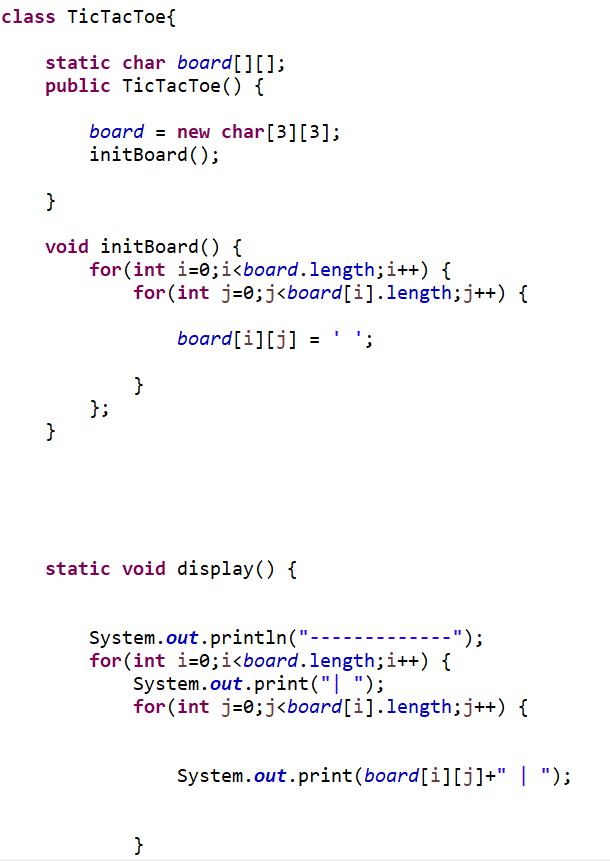 class TicTacToe{
    static char board[][];
    public TicTacToe() {
        board = new char[3][3];
        initBoard();
    }
    void initBoard() {
        for(int i=0;i<board.length;i++) {
            for(int j=0;j<board[i].length;j++) {
                board[i][j] = ' ';
            }
        };
    }
    static void display() {
        System.out.println("-------------");
        for(int i=0;i<board.length;i++) {
            System.out.print("| ");
            for(int j=0;j<board[i].length;j++) {
                System.out.print(board[i][j]+" | ");
            }